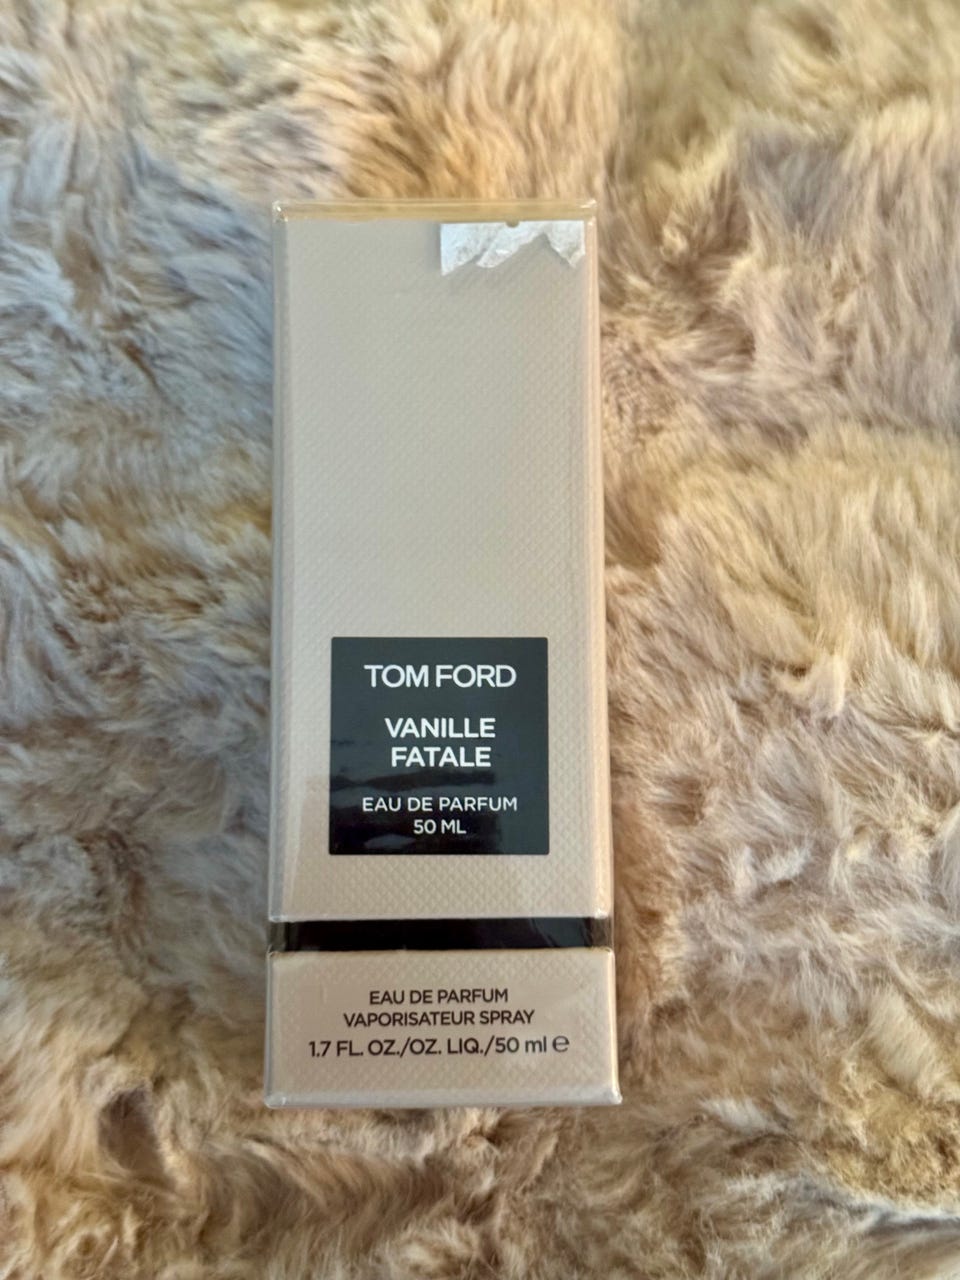 TOM FORD
VANILLE
FATALE
EAU DE PARFUM
50 ML
EAU DE PARFUM
VAPORISATEUR SPRAY
1.7 FL. OZ./OZ. LIQ./50 ml ℮